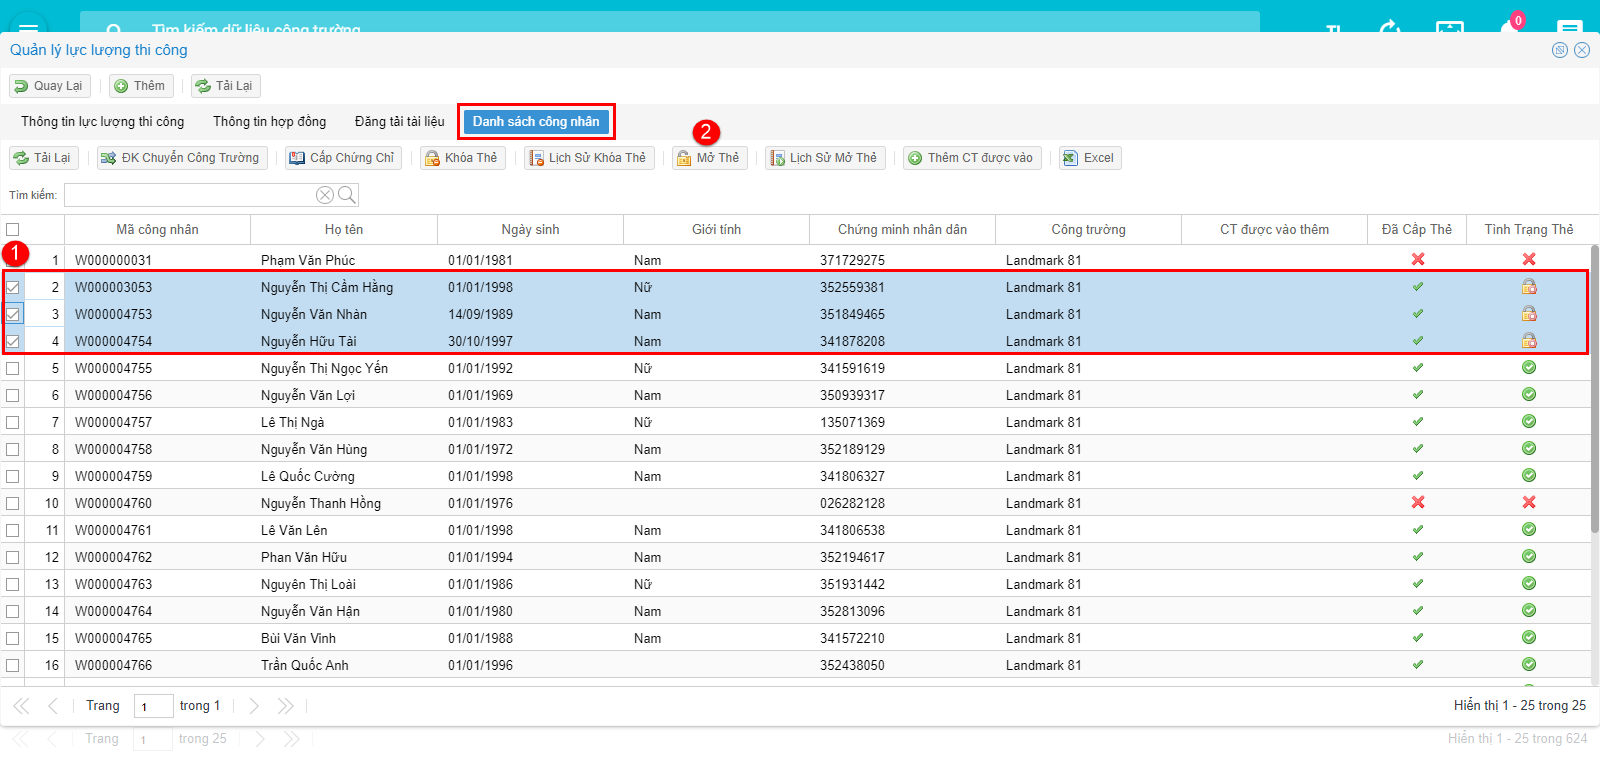 Tìm kiếm dữ liệu công trường
0
Quản lý lực lượng thi công
Quay Lại Thêm Tải Lại
Thông tin lực lượng thi công Thông tin hợp đồng Đăng tải tài liệu Danh sách công nhân
2
Tải Lại ĐK Chuyển Công Trường Cấp Chứng Chỉ Khóa Thẻ Lịch Sử Khóa Thẻ Mở Thẻ Lịch Sử Mở Thẻ Thêm CT được vào Excel
Tìm kiếm:
Mã công nhân Họ tên Ngày sinh Giới tính Chứng minh nhân dân Công trường CT được vào thêm Đã Cấp Thẻ Tình Trạng Thẻ
1
1 W000000031 Phạm Văn Phúc 01/01/1981 Nam 371729275 Landmark 81
2 W000003053 Nguyễn Thị Cẩm Hằng 01/01/1998 Nữ 352559381 Landmark 81
3 W000004753 Nguyễn Văn Nhàn 14/09/1989 Nam 351849465 Landmark 81
4 W000004754 Nguyễn Hữu Tài 30/10/1997 Nam 341878208 Landmark 81
5 W000004755 Nguyễn Thị Ngọc Yến 01/01/1992 Nữ 341591619 Landmark 81
6 W000004756 Nguyễn Văn Lợi 01/01/1969 Nam 350939317 Landmark 81
7 W000004757 Lê Thị Ngà 01/01/1983 Nữ 135071369 Landmark 81
8 W000004758 Nguyễn Văn Hùng 01/01/1972 Nam 352189129 Landmark 81
9 W000004759 Lê Quốc Cường 01/01/1998 Nam 341806327 Landmark 81
10 W000004760 Nguyễn Thanh Hồng 01/01/1976 026282128 Landmark 81
11 W000004761 Lê Văn Lên 01/01/1998 Nam 341806538 Landmark 81
12 W000004762 Phan Văn Hữu 01/01/1994 Nam 352194617 Landmark 81
13 W000004763 Nguyên Thị Loài 01/01/1986 Nữ 351931442 Landmark 81
14 W000004764 Nguyễn Văn Hận 01/01/1980 Nam 352813096 Landmark 81
15 W000004765 Bùi Văn Vinh 01/01/1988 Nam 341572210 Landmark 81
16 W000004766 Trần Quốc Anh 01/01/1996 352438050 Landmark 81
Trang 1 trong 1 Hiển thị 1 - 25 trong 25
Trang 1 trong 25 Hiển thị 1 - 25 trong 624